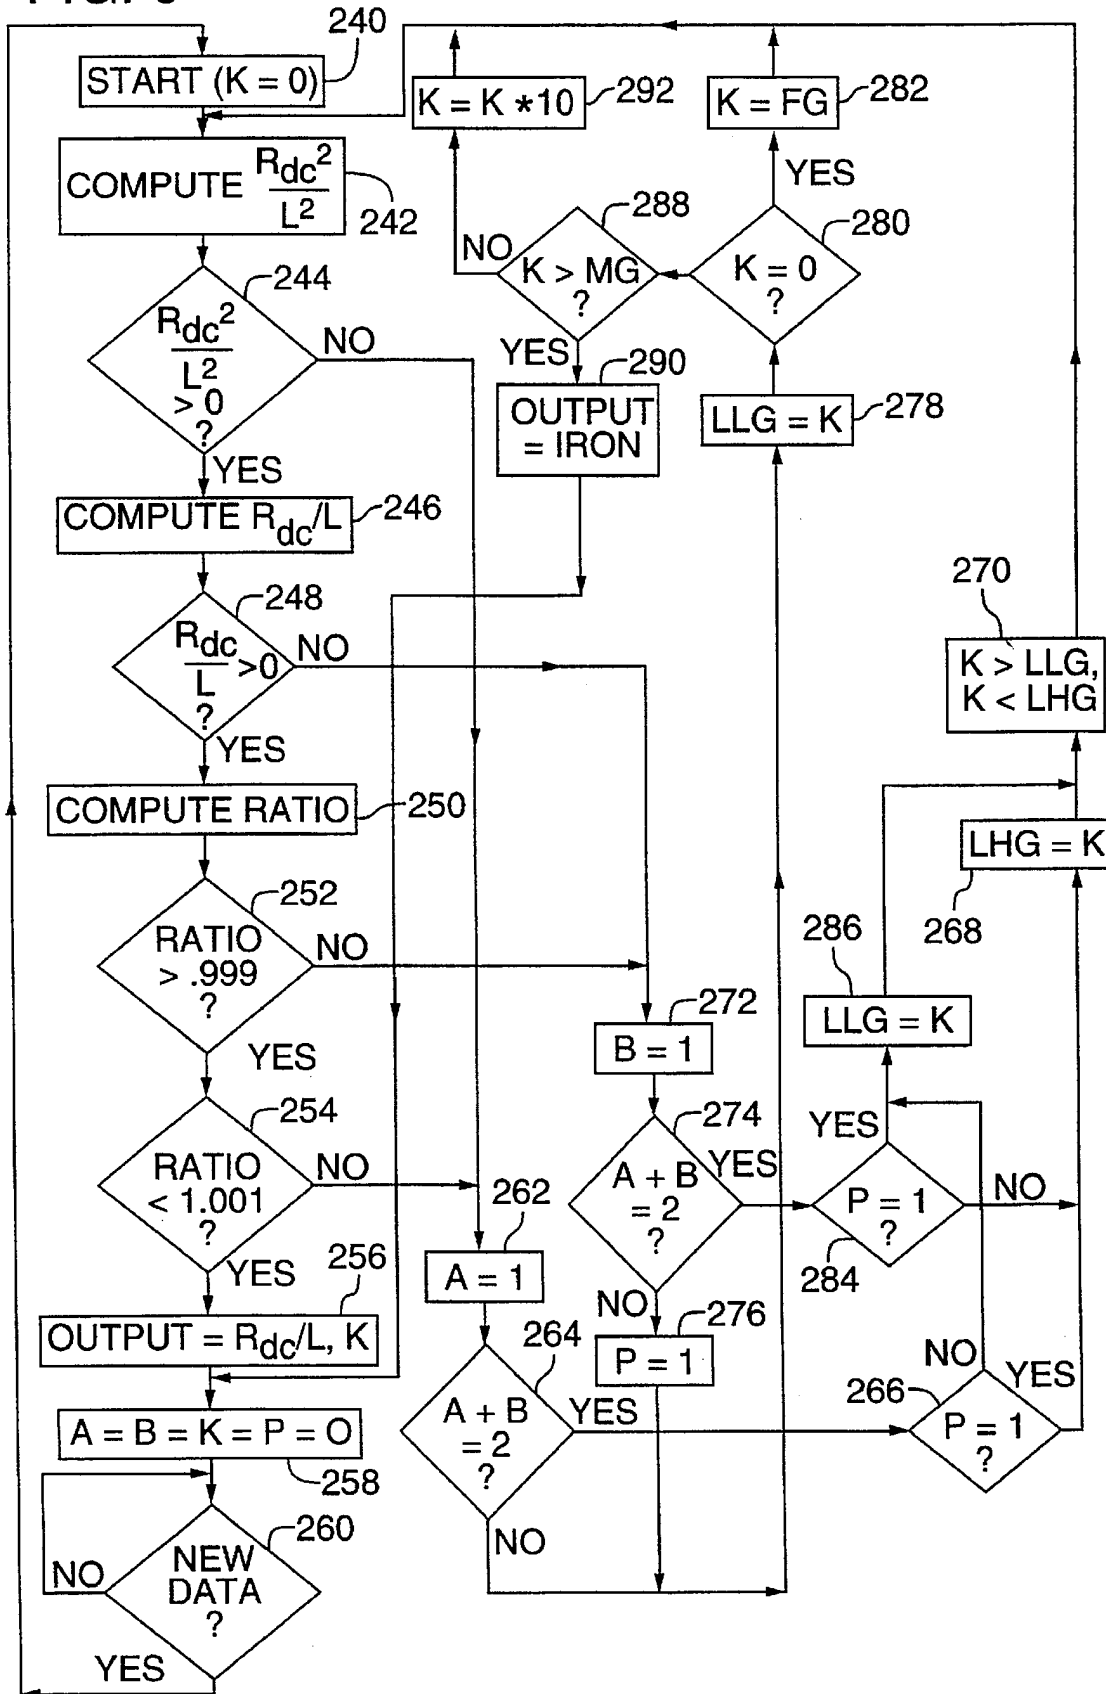 240
START (K = 0)
COMPUTE Rdc² / L²
242
244
Rdc²
L²
> 0
?
NO
YES
COMPUTE Rdc/L
246
248
Rdc
L >0
?
NO
YES
COMPUTE RATIO
250
252
RATIO
> .999
?
NO
YES
254
RATIO
< 1.001
?
NO
YES
256
OUTPUT = Rdc/L, K
A = B = K = P = O
258
260
NEW
DATA
?
NO
YES
K = K *10
292
K = FG
282
YES
288
K > MG
?
NO
YES
280
K = 0
?
290
OUTPUT
= IRON
LLG = K
278
270
K > LLG,
K < LHG
LHG = K
268
286
LLG = K
272
B = 1
274
A + B
= 2
?
YES
NO
YES
P = 1
?
284
NO
262
A = 1
276
P = 1
264
A + B
= 2
?
YES
NO
266
P = 1
?
NO
YES